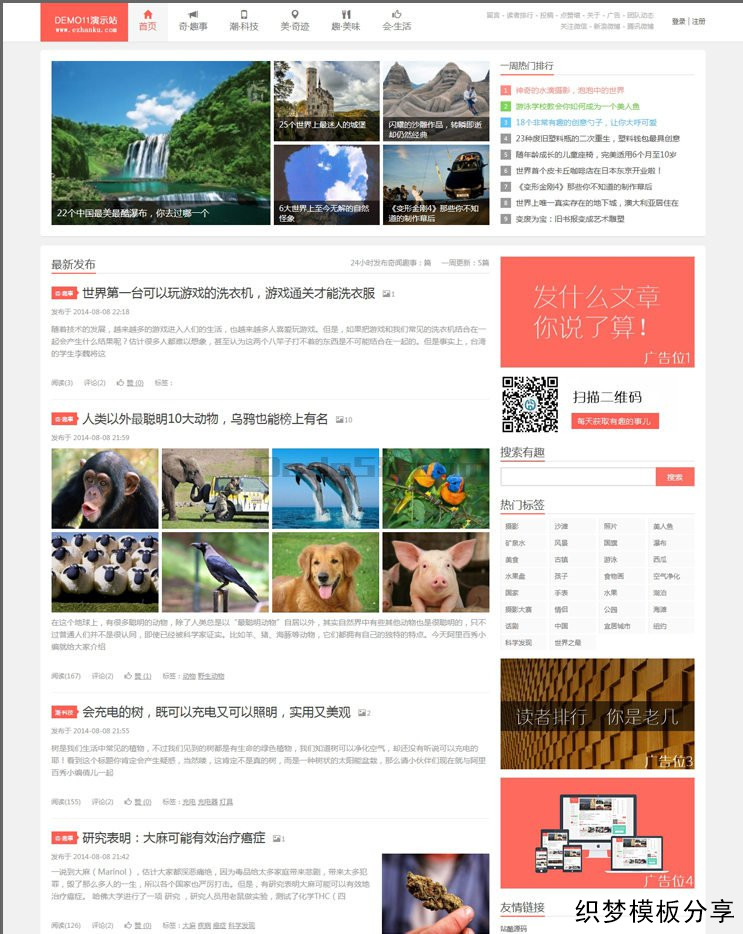 DEMO11演示站
www.cehanku.com
首页
奇·趣事
潮·科技
美·奇迹
趣·美味
会·生活
留言 - 读者排行 - 投稿 - 点赞墙 - 关于 - 广告 - 团队动态
关注微信 - 新浪微博 - 腾讯微博
登录 | 注册
22个中国最美最酷瀑布，你去过哪一个
25个世界上最迷人的城堡
闪耀的沙雕作品，转瞬即逝
却仍然经典
6大世界上至今无解的自然
怪象
《变形金刚4》那些你不知
道的制作幕后
一周热门排行
1 神奇的水滴摄影，泡泡中的世界
2 游泳学校教会你如何成为一个美人鱼
3 18个非常有趣的创意勺子，让你大呼可爱
4 23种废旧塑料瓶的二次重生，塑料钱包最具创意
5 随年龄成长的儿童座椅，完美适用6个月至10岁
6 世界首个皮卡丘咖啡店在日本东京开业啦！
7 《变形金刚4》那些你不知道的制作幕后
8 世界上唯一真实存在的地下城，澳大利亚居住在
9 变废为宝：旧书报变成艺术雕塑
最新发布
24小时发布奇闻趣事：篇 一周更新：5篇
奇·趣事 世界第一台可以玩游戏的洗衣机，游戏通关才能洗衣服 1
发布于 2014-08-08 22:18
随着技术的发展，越来越多的游戏进入人们的生活，也越来越多人喜爱玩游戏。但是，如果把游戏和我们常见的洗衣机结合在一
起会产生什么结果呢？估计很多人都难以想象，甚至认为这两个八竿子打不着的东西是不可能结合在一起的。但是事实上，台湾
的学生李魏将这
阅读(3) 评论(2) 赞 (0) 标签：
奇·趣事 人类以外最聪明10大动物，乌鸦也能榜上有名 10
发布于 2014-08-08 21:59
在这个地球上，有很多聪明的动物，除了人类总是以“最聪明动物”自居以外，其实自然界中有些其他动物也是很聪明的，只不
过普通人们并不是很认同，即使已经被科学家证实。比如羊、猪、海豚等动物，它们都拥有自己的独特的特点。今天阿里百秀小
编就给大家介绍
阅读(167) 评论(2) 赞 (1) 标签：动物 野生动物
潮·科技 会充电的树，既可以充电又可以照明，实用又美观 2
发布于 2014-08-08 21:55
树是我们生活中常见的植物，不过我们见到的树都是有生命的绿色植物，我们知道树可以净化空气，却还没有听说可以充电的
耶！看到这个标题你肯定会产生疑惑，当然喽，这肯定不是真的树，而是一种树状的太阳能盆栽，那么请小伙伴们现在就与阿里
百秀小编俩儿一起
阅读(155) 评论(2) 赞 (0) 标签：充电 充电器 灯具
奇·趣事 研究表明：大麻可能有效治疗癌症 1
发布于 2014-08-08 21:42
一说到大麻（Marinol），估计大家都深恶痛绝，因为毒品给太多家庭带来悲剧，带来太多犯
罪，毁了那么多人的一生，所以各个国家也严厉打击。但是，有研究表明大麻可能可以有效地
治疗癌症。 哈佛大学进行了一项 研究 ，研究人员用老鼠做实验，测试了化学THC（四
阅读(126) 评论(2) 赞 (0) 标签：大麻 疾病 癌症 科学发现
发什么文章
你说了算！
广告位1
扫描二维码
每天获取有趣的事儿
搜索有趣
搜索
热门标签
摄影 沙滩 照片 美人鱼
矿泉水 风景 国旗 瀑布
美食 古镇 游泳 西瓜
水果盘 孩子 食物画 空气净化
国家 手表 水果 潮泊
摄影大赛 情侣 公园 海滩
话剧 中国 宜居城市 纽约
科学发现 世界之最
读者排行 你是老几
广告位3
广告位4
友情链接
站酷源码
织梦模板分享